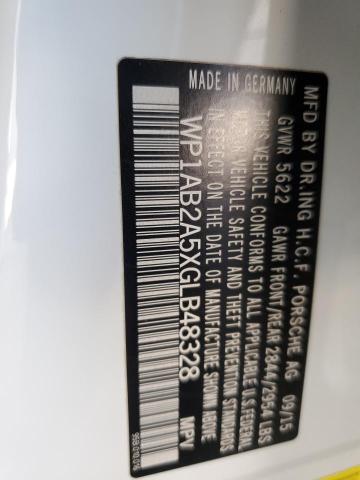 MFD BY DR.ING H.C.F. PORSCHE AG 09/15
GVWR 5622 GAWR FRONT/REAR 2844/2954 LBS
THIS VEHICLE CONFORMS TO ALL APPLICABLE U.S. FEDERAL
MOTOR VEHICLE SAFETY AND THEFT PREVENTION STANDARDS
IN EFFECT ON THE DATE OF MANUFACTURE SHOWN ABOVE
WP1AB2A5XGLB48328 MPV
MADE IN GERMANY